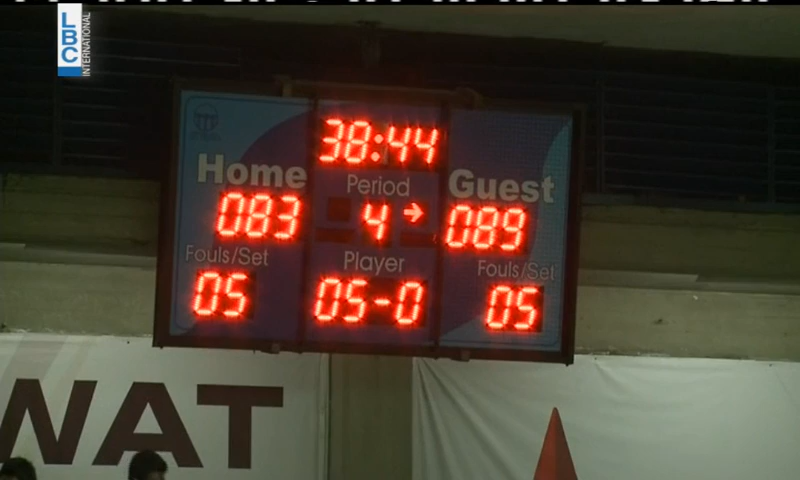 LBC
INTERNATIONAL
38:44
Home
Period
Guest
083
4
089
Fouls/Set
Player
Fouls/Set
05
05-0
05
WAT